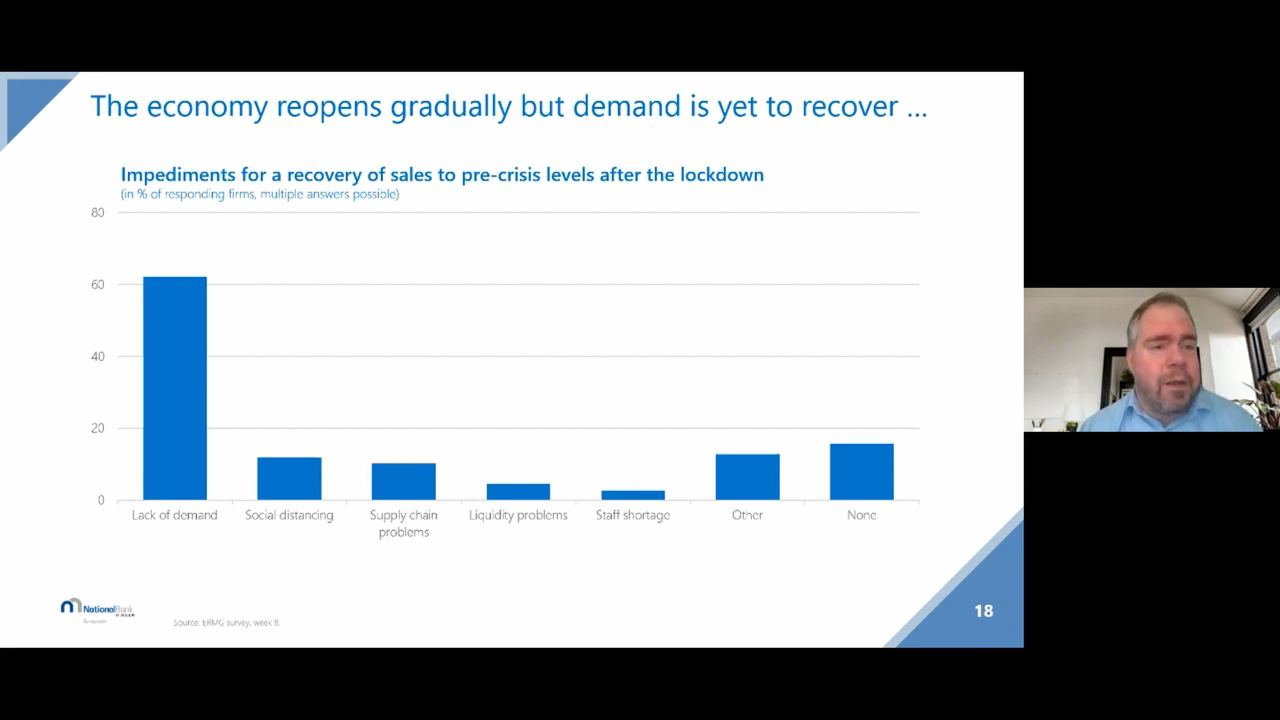 The economy reopens gradually but demand is yet to recover ...
Impediments for a recovery of sales to pre-crisis levels after the lockdown
(in % of responding firms, multiple answers possible)
80
60
40
20
0
Lack of demand
Social distancing
Supply chain
problems
Liquidity problems
Staff shortage
Other
None
NationalBank
Source: ERMG survey, week 8.
18